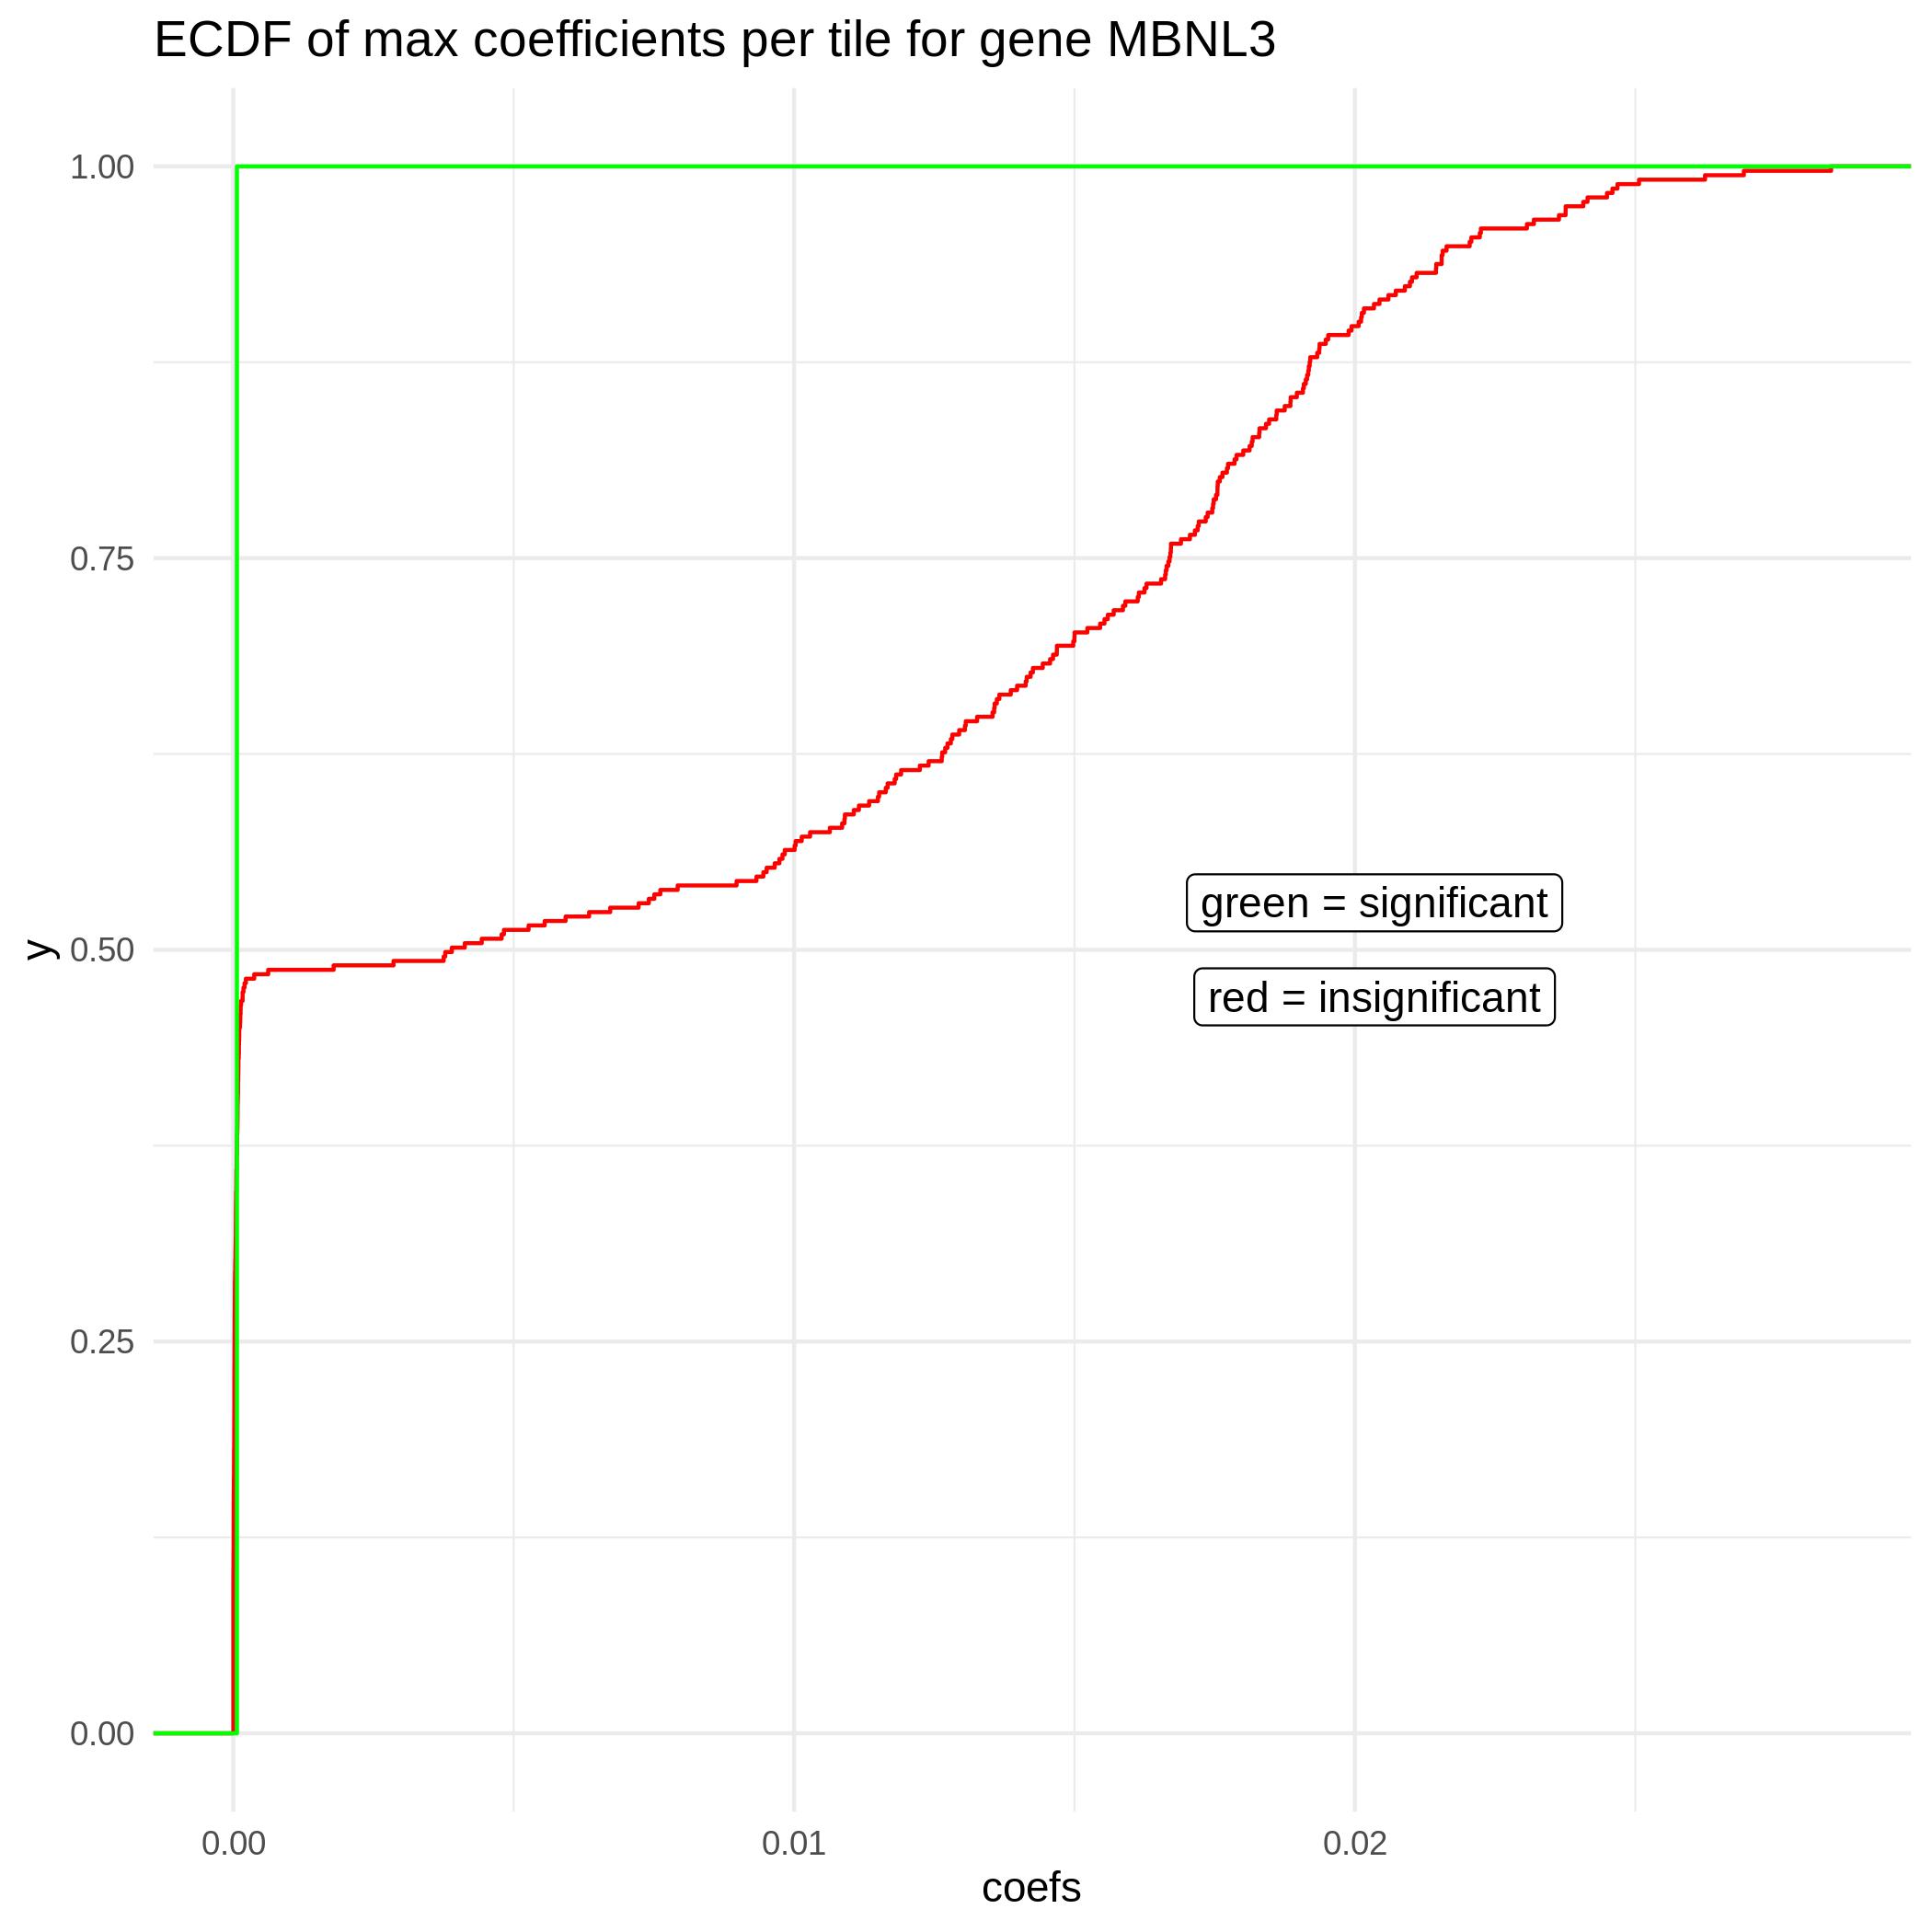 ECDF of max coefficients per tile for gene MBNL3
1.00
0.75
0.50
0.25
0.00
y
green = significant
red = insignificant
0.00 0.01 0.02
coefs